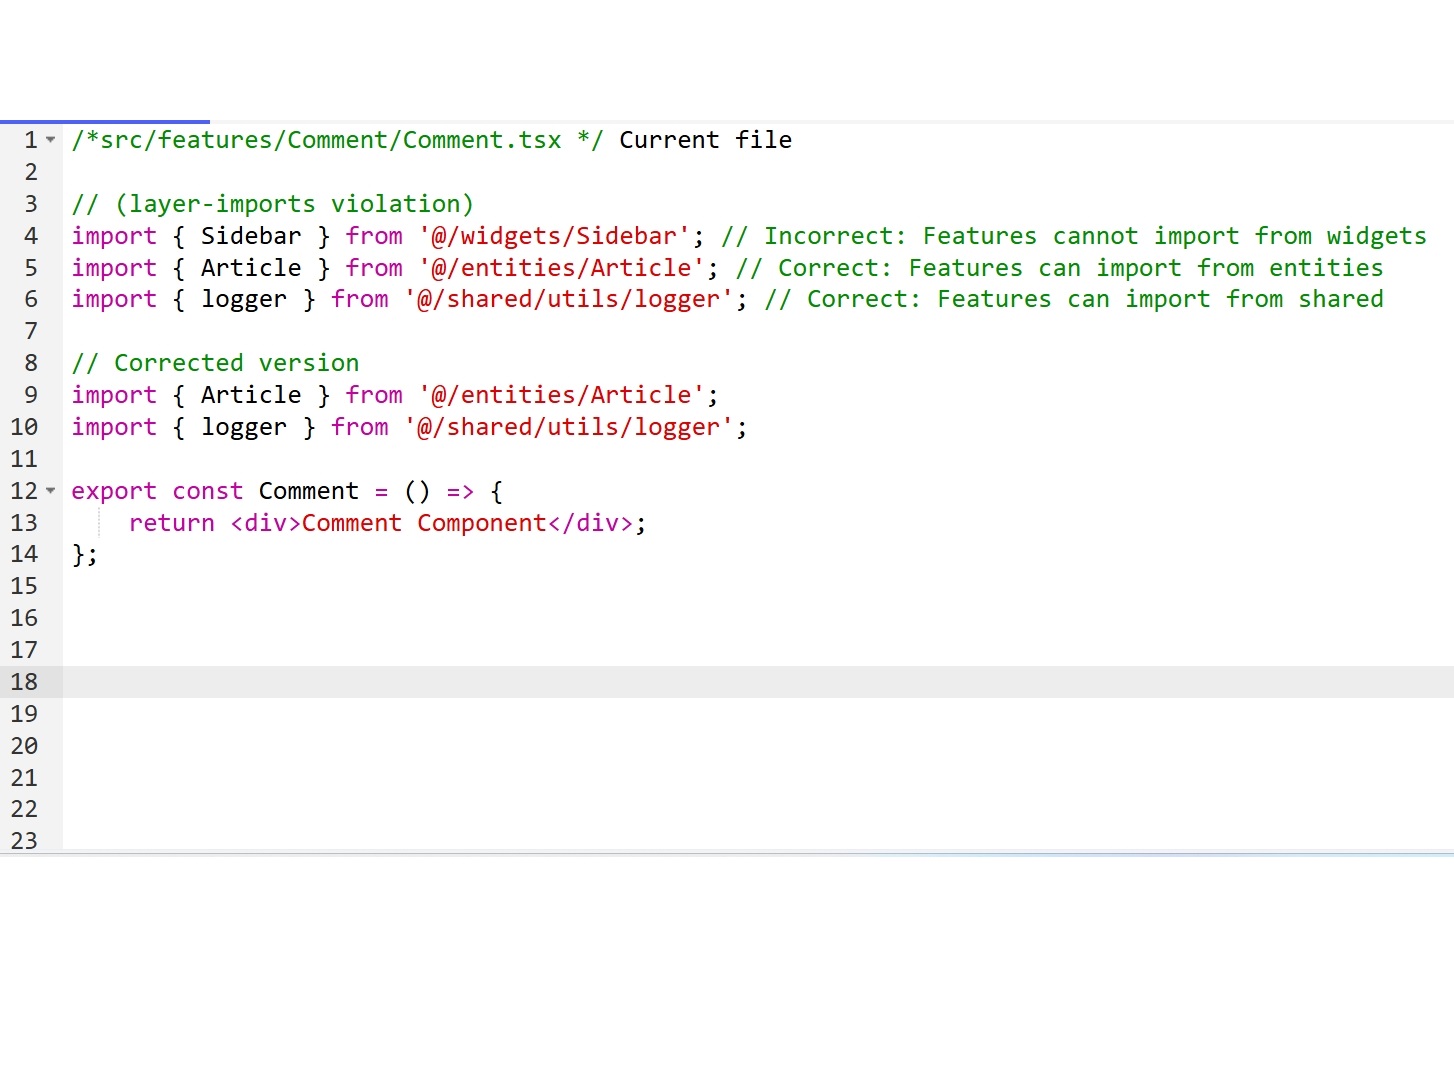 1 /*src/features/Comment/Comment.tsx */ Current file
2
3 // (layer-imports violation)
4 import { Sidebar } from '@/widgets/Sidebar'; // Incorrect: Features cannot import from widgets
5 import { Article } from '@/entities/Article'; // Correct: Features can import from entities
6 import { logger } from '@/shared/utils/logger'; // Correct: Features can import from shared
7
8 // Corrected version
9 import { Article } from '@/entities/Article';
10 import { logger } from '@/shared/utils/logger';
11
12 export const Comment = () => {
13     return <div>Comment Component</div>;
14 };
15
16
17
18
19
20
21
22
23